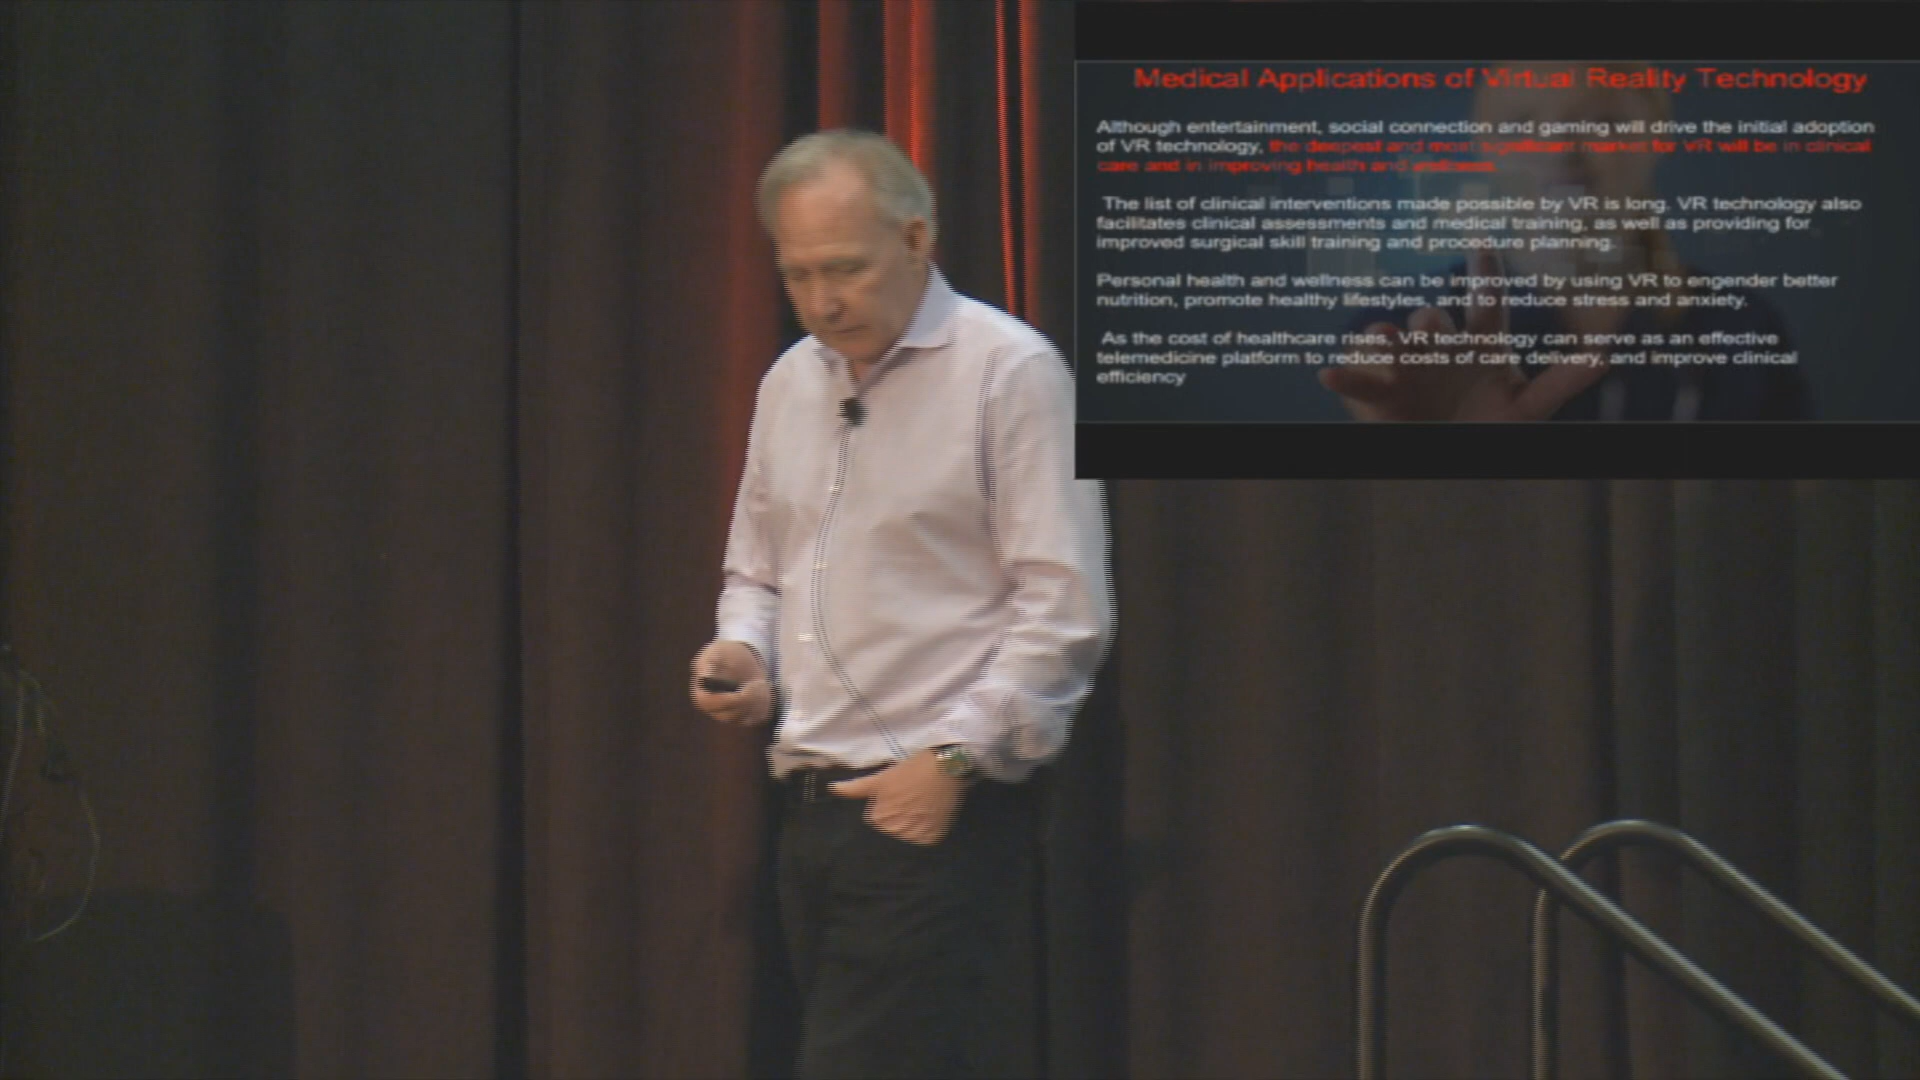 Medical Applications of Virtual Reality Technology
Although entertainment, social connection and gaming will drive the initial adoption
of VR technology, the deepest and most significant market for VR will be in clinical
care and in improving health and wellness.
The list of clinical interventions made possible by VR is long. VR technology also
facilitates clinical assessments and medical training, as well as providing for
improved surgical skill training and procedure planning.
Personal health and wellness can be improved by using VR to engender better
nutrition, promote healthy lifestyles, and to reduce stress and anxiety.
As the cost of healthcare rises, VR technology can serve as an effective
telemedicine platform to reduce costs of care delivery, and improve clinical
efficiency